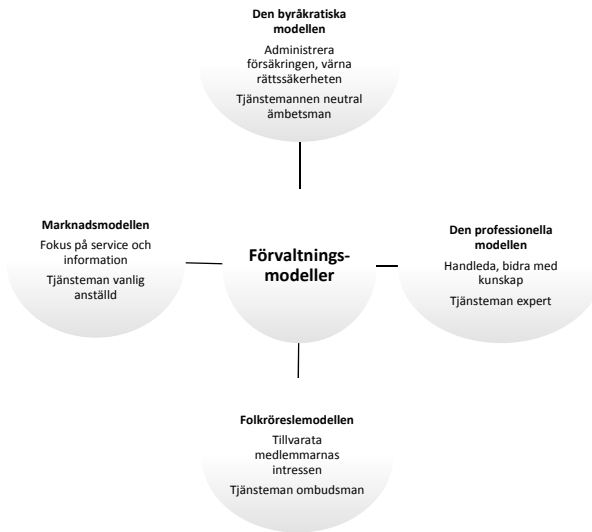 Den byråkratiska
modellen
Administrera
försäkringen, värna
rättssäkerheten
Tjänstemannen neutral
ämbetsman
Marknadsmodellen
Fokus på service och
information
Tjänsteman vanlig
anställd
Förvaltnings-
modeller
Den professionella
modellen
Handleda, bidra med
kunskap
Tjänsteman expert
Folkröreslemodellen
Tillvarata
medlemmarnas
intressen
Tjänsteman ombudsman